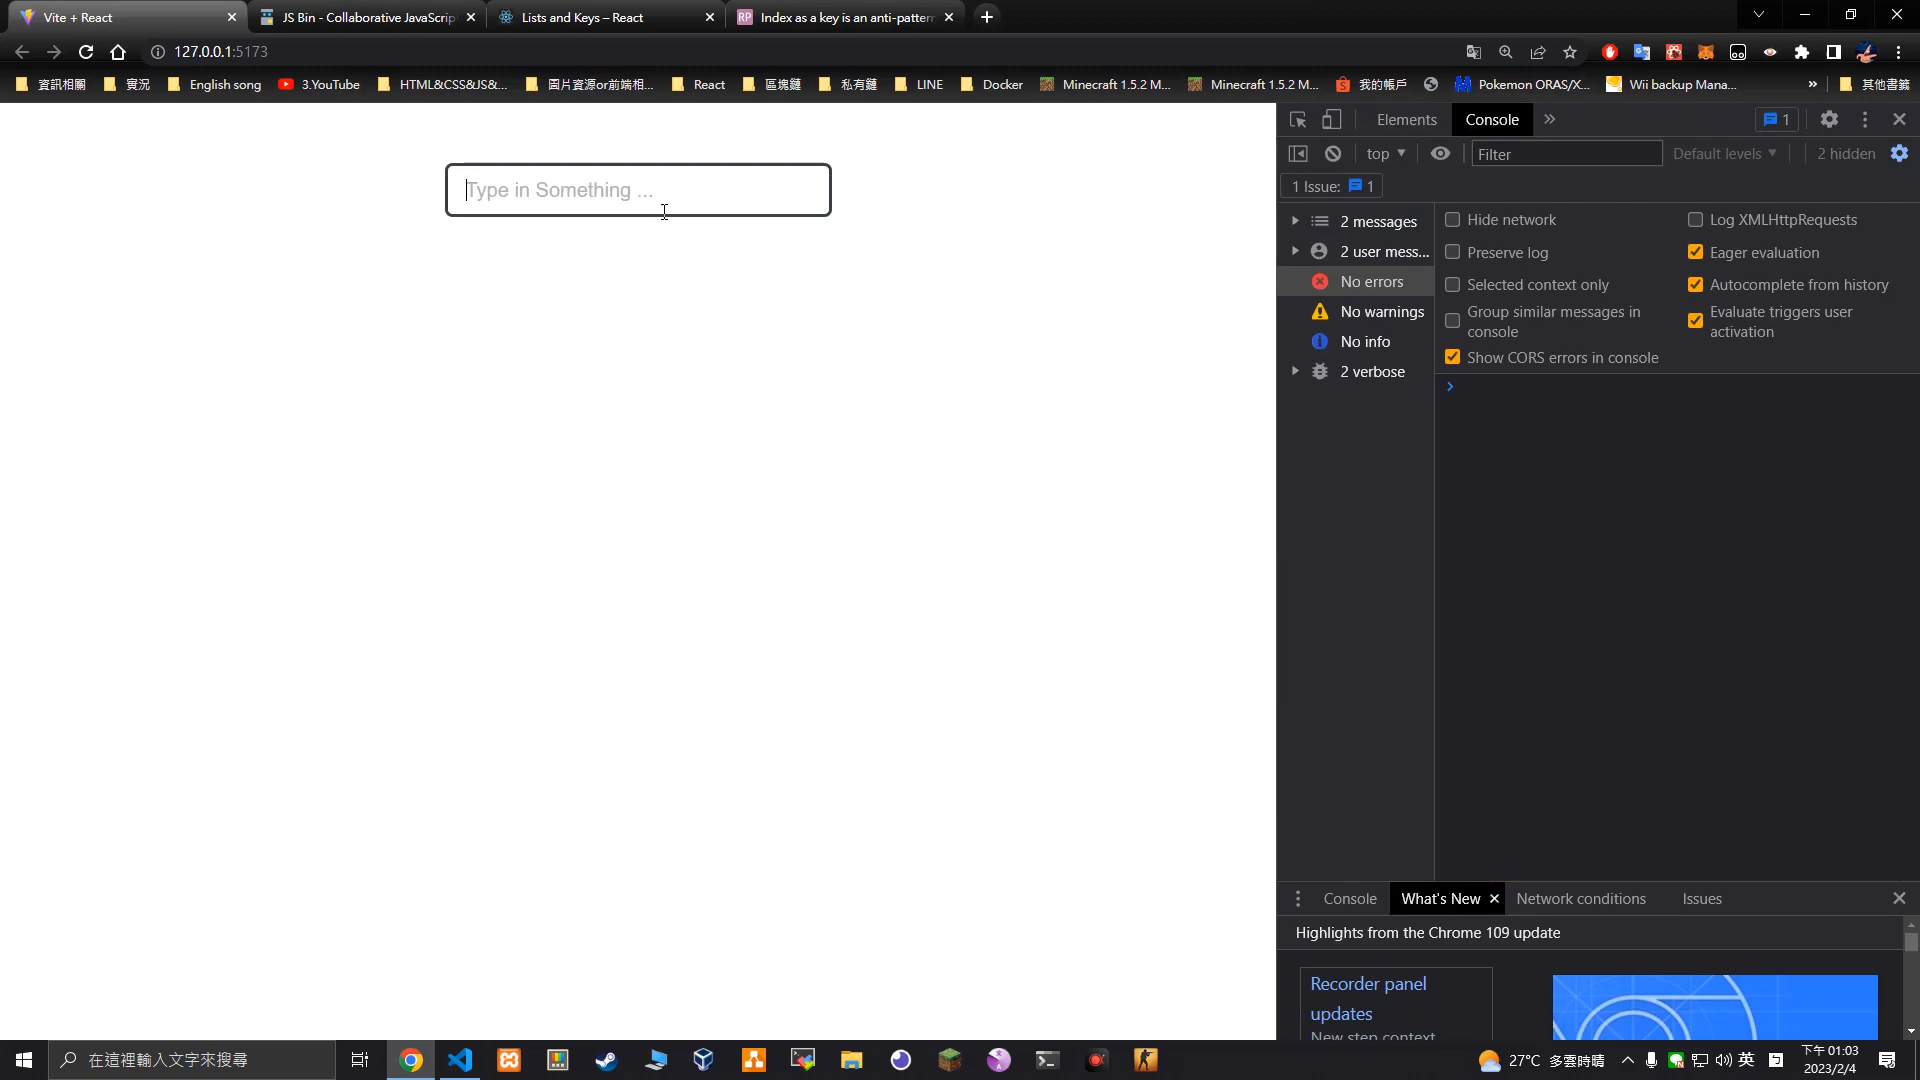 Vite + React
JS Bin - Collaborative JavaScrip
Lists and Keys – React
RP Index as a key is an anti-pattern
127.0.0.1:5173
資訊相關 實況 English song 3.YouTube HTML&CSS&JS&... 圖片資源or前端相... React 區塊鏈 私有鏈 LINE Docker Minecraft 1.5.2 M... Minecraft 1.5.2 M... 我的帳戶 Pokemon ORAS/X... Wii backup Mana... » 其他書籤
Type in Something ...
Elements Console » 1
top Filter Default levels 2 hidden
1 Issue: 1
2 messages
2 user mess...
No errors
No warnings
No info
2 verbose
Hide network
Log XMLHttpRequests
Preserve log
Eager evaluation
Selected context only
Autocomplete from history
Group similar messages in
console
Evaluate triggers user
activation
Show CORS errors in console
Console What's New Network conditions Issues
Highlights from the Chrome 109 update
Recorder panel
updates
New step context
在這裡輸入文字來搜尋
27°C 多雲時晴
英
下午 01:03
2023/2/4